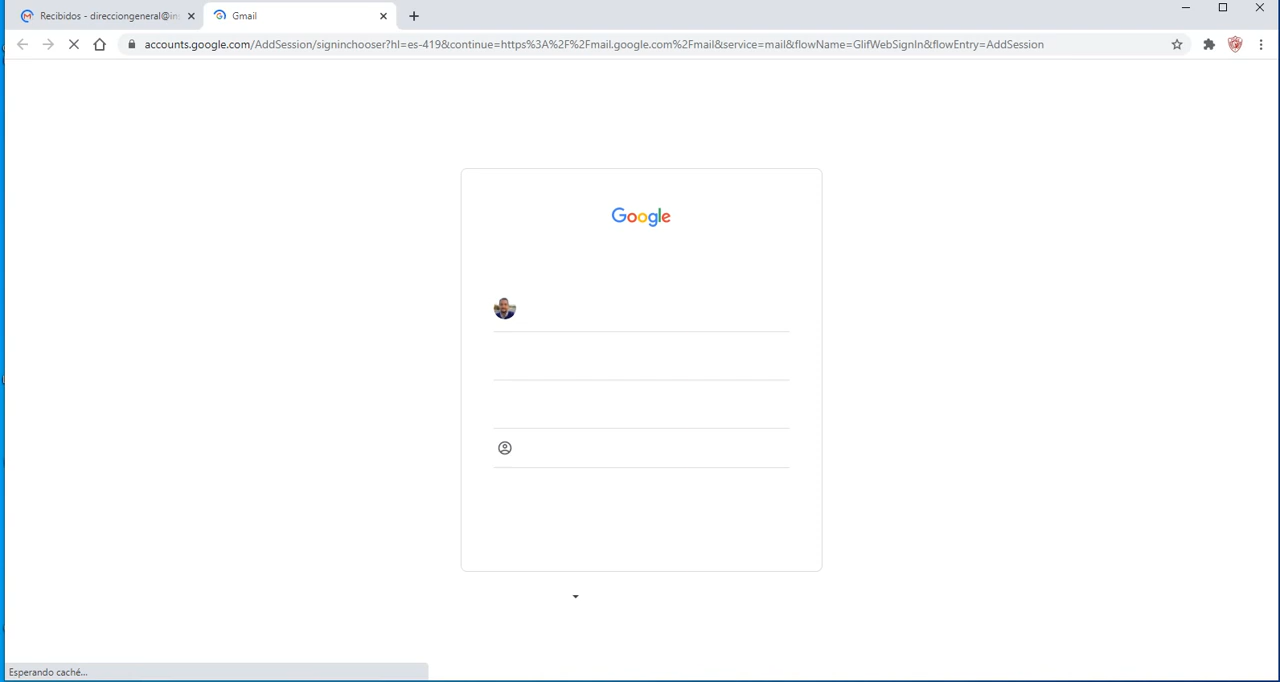 Recibidos - direcciongeneral@in
Gmail
accounts.google.com/AddSession/signinchooser?hl=es-419&continue=https%3A%2F%2Fmail.google.com%2Fmail&service=mail&flowName=GlifWebSignIn&flowEntry=AddSession
Google
Esperando caché...